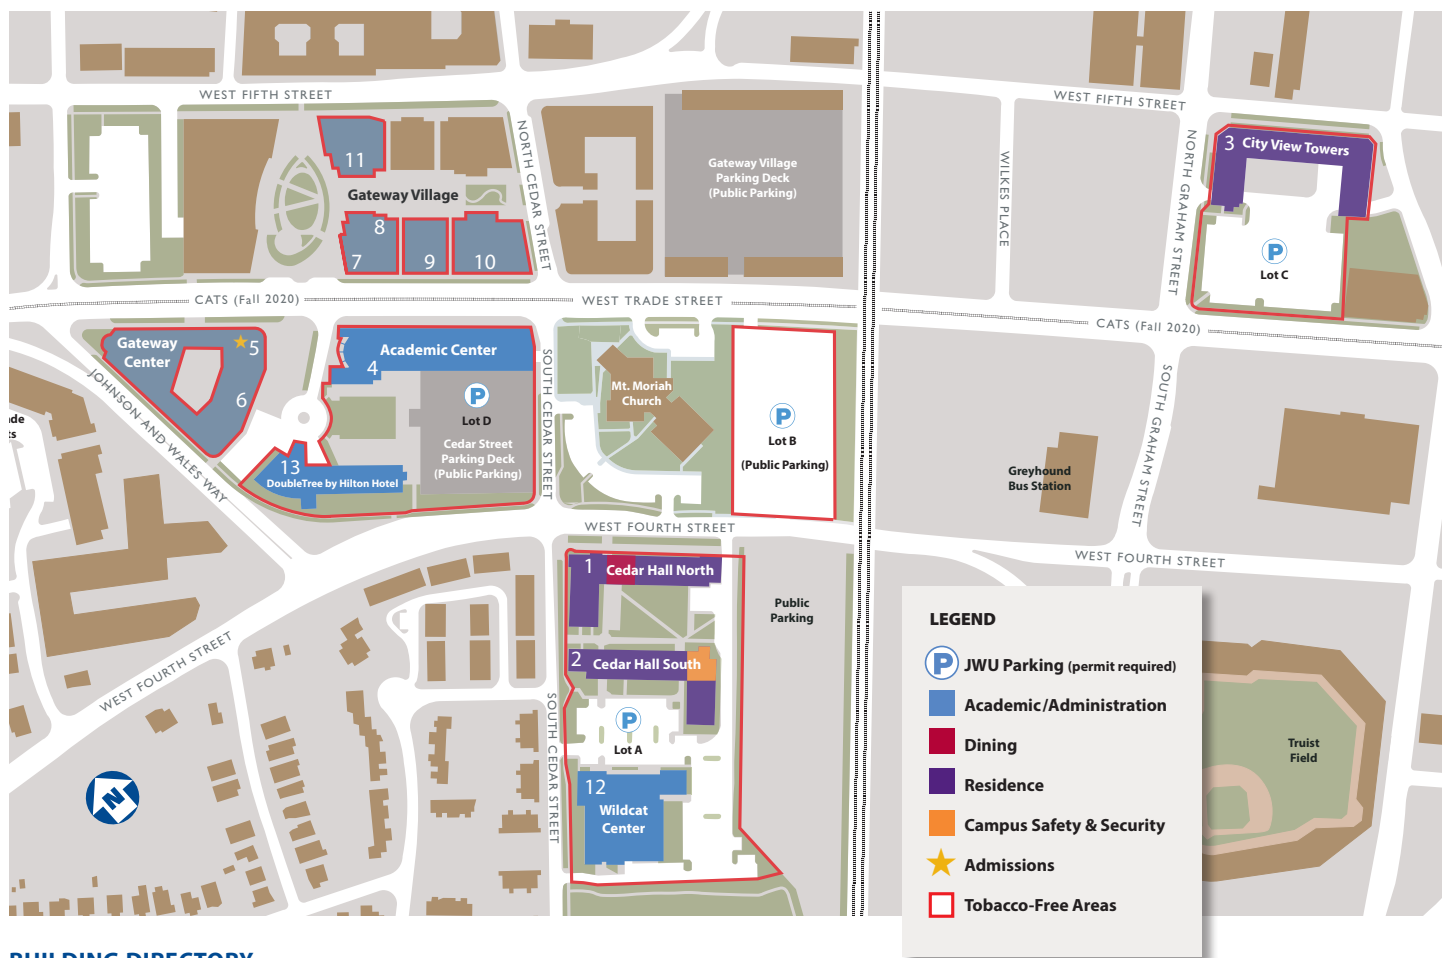 WEST FIFTH STREET
WEST FIFTH STREET
11
Gateway Village
8
7
9
10
NORTH CEDAR STREET
Gateway Village
Parking Deck
(Public Parking)
WILKES PLACE
NORTH GRAHAM STREET
3 City View Towers
P
Lot C
CATS (Fall 2020)
WEST TRADE STREET
CATS (Fall 2020)
Gateway
Center
5
6
Academic Center
4
P
Lot D
Cedar Street
Parking Deck
(Public Parking)
13
DoubleTree by Hilton Hotel
JOHNSON AND WALES WAY
SOUTH CEDAR STREET
Mt. Moriah
Church
P
Lot B
(Public Parking)
Greyhound
Bus Station
SOUTH GRAHAM STREET
WEST FOURTH STREET
WEST FOURTH STREET
WEST FOURTH STREET
1 Cedar Hall North
Public
Parking
2 Cedar Hall South
P
Lot A
SOUTH CEDAR STREET
12
Wildcat
Center
N
Truist
Field
LEGEND
P JWU Parking (permit required)
Academic/Administration
Dining
Residence
Campus Safety & Security
Admissions
Tobacco-Free Areas
BUILDING DIRECTORY